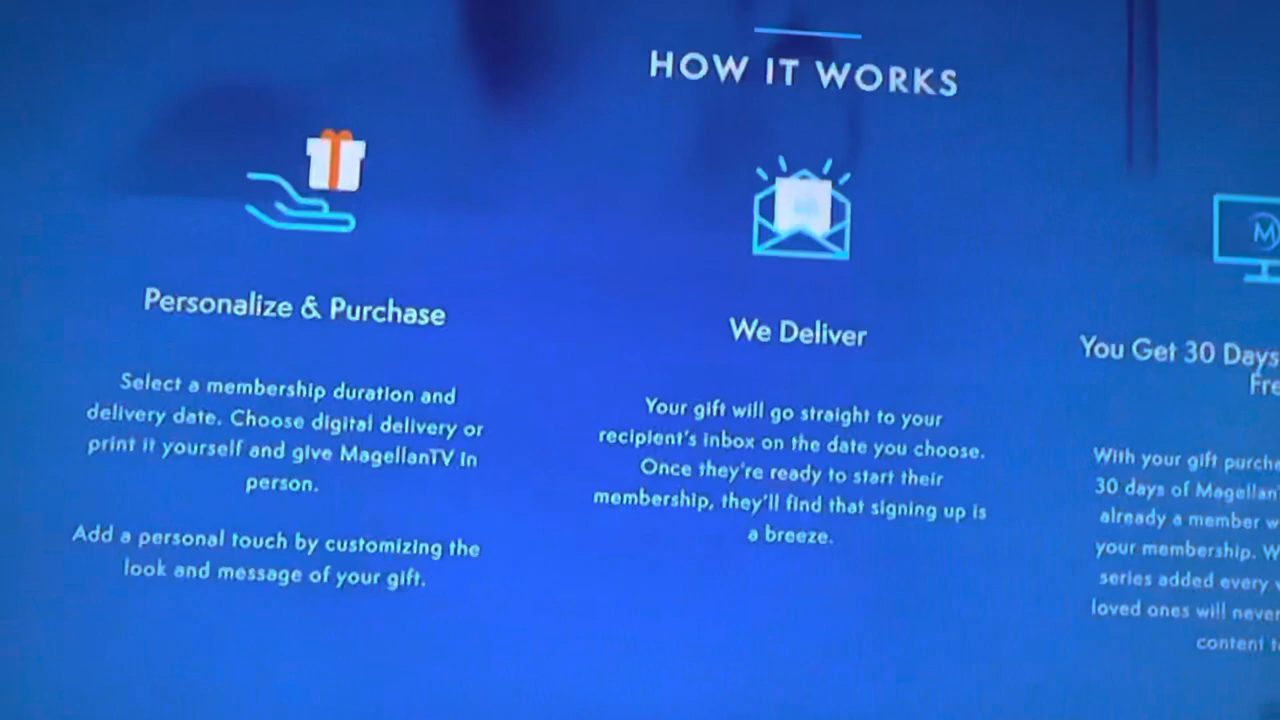 HOW IT WORKS
Personalize & Purchase
Select a membership duration and
delivery date. Choose digital delivery or
print it yourself and give MagellanTV in
person.
Add a personal touch by customizing the
look and message of your gift.
We Deliver
Your gift will go straight to your
recipient's inbox on the date you choose.
Once they're ready to start their
membership, they'll find that signing up is
a breeze.
M
You Get 30 Days
Fre
With your gift purch
30 days of Magellan
already a member w
your membership. W
series added every
loved ones will never
content t